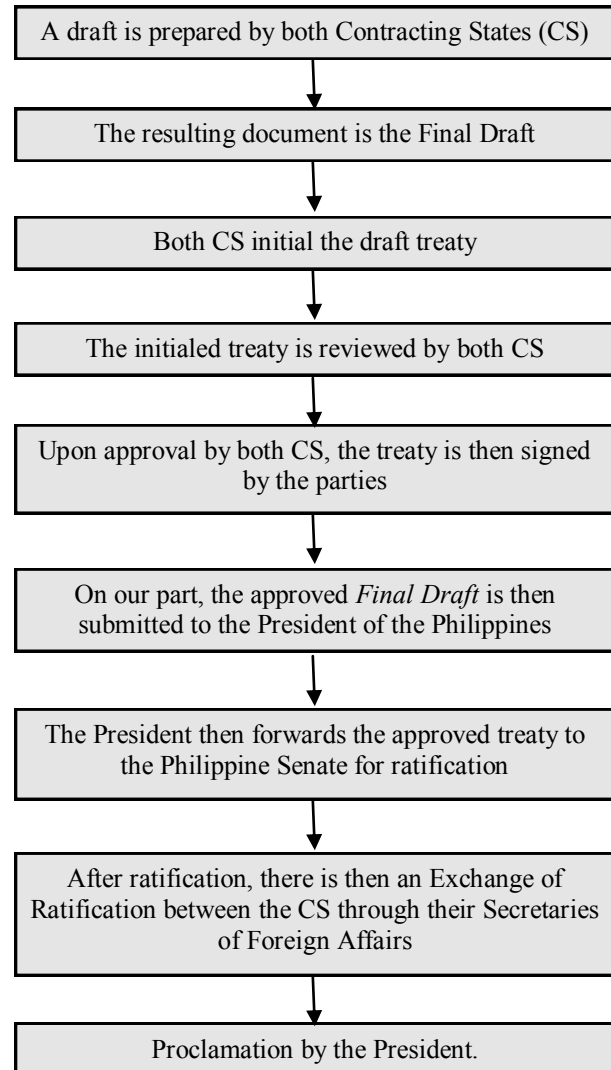 A draft is prepared by both Contracting States (CS)
The resulting document is the Final Draft
Both CS initial the draft treaty
The initialed treaty is reviewed by both CS
Upon approval by both CS, the treaty is then signed
by the parties
On our part, the approved Final Draft is then
submitted to the President of the Philippines
The President then forwards the approved treaty to
the Philippine Senate for ratification
After ratification, there is then an Exchange of
Ratification between the CS through their Secretaries
of Foreign Affairs
Proclamation by the President.